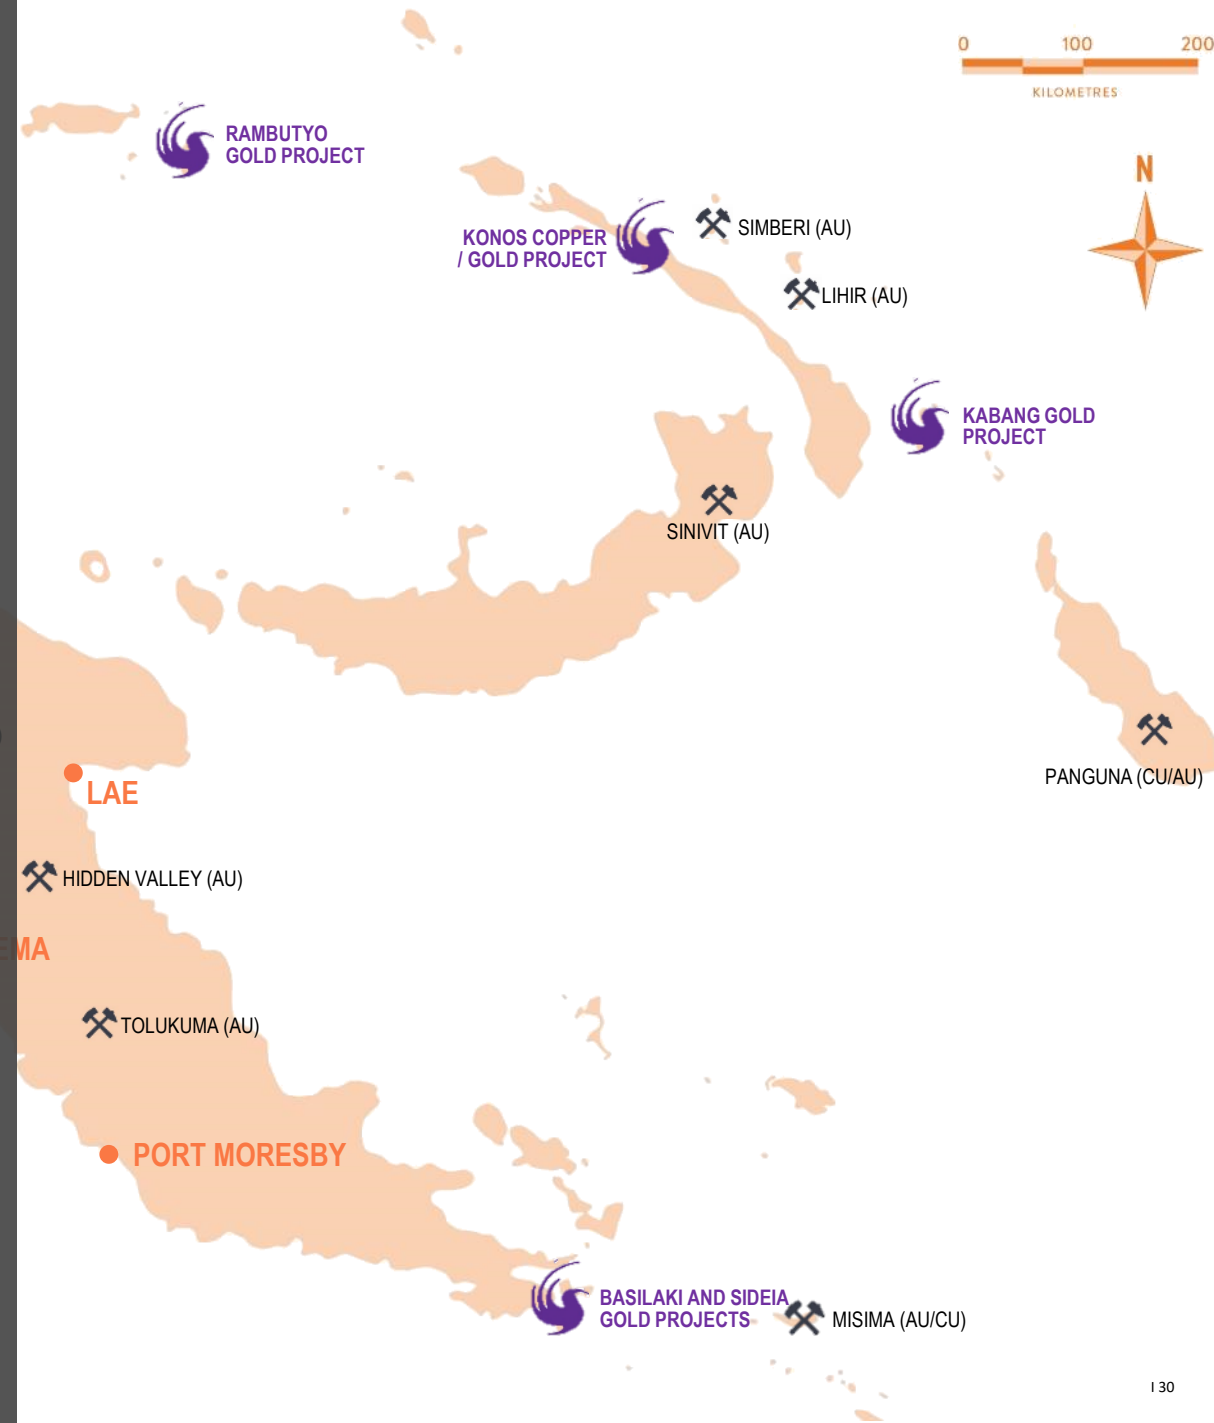 0 100 200
KILOMETRES
N
RAMBUTYO
GOLD PROJECT
KONOS COPPER
/ GOLD PROJECT
SIMBERI (AU)
LIHIR (AU)
KABANG GOLD
PROJECT
SINIVIT (AU)
PANGUNA (CU/AU)
LAE
HIDDEN VALLEY (AU)
EMA
TOLUKUMA (AU)
PORT MORESBY
BASILAKI AND SIDEIA
GOLD PROJECTS
MISIMA (AU/CU)
I 30